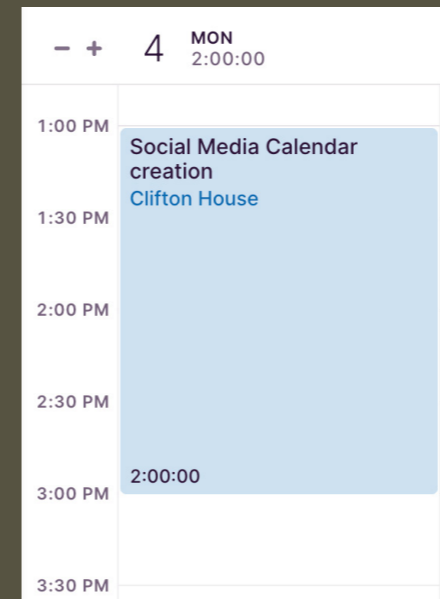 − +
4
MON
2:00:00
1:00 PM
Social Media Calendar
creation
Clifton House
1:30 PM
2:00 PM
2:30 PM
2:00:00
3:00 PM
3:30 PM